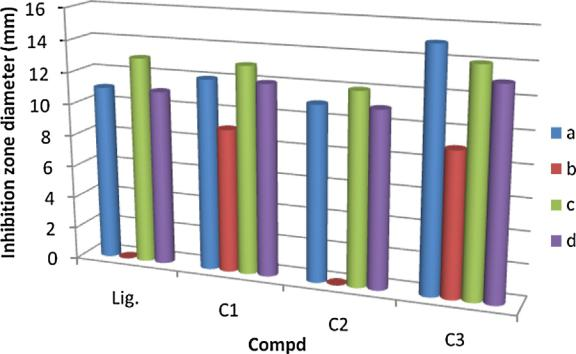 16
14
12
10
8
6
4
2
0
Inhibition zone diameter (mm)
Lig.
C1
C2
C3
Compd
a
b
c
d